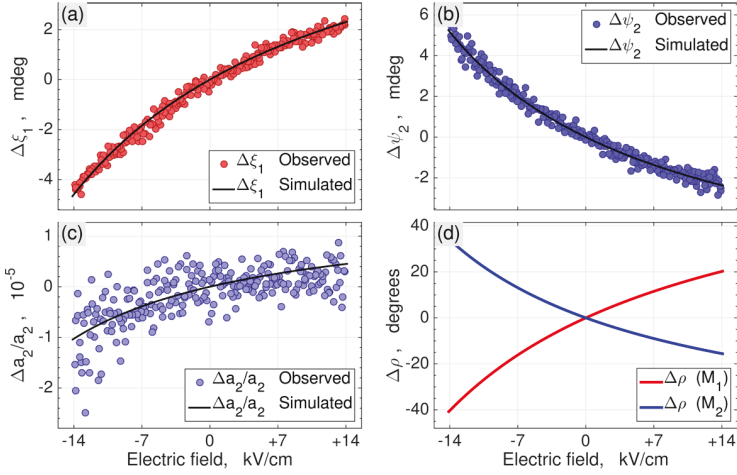 (a)
2
0
-2
-4
Δξ1 , mdeg
Δξ1 Observed
Δξ1 Simulated
(b)
6
4
2
0
-2
Δψ2 , mdeg
Δψ2 Observed
Δψ2 Simulated
(c)
1
0
-1
-2
Δa2/a2 , 10-5
Δa2/a2 Observed
Δa2/a2 Simulated
-14 -7 0 +7 +14
Electric field, kV/cm
(d)
40
20
0
-20
-40
Δρ , degrees
Δρ (M1)
Δρ (M2)
-14 -7 0 +7 +14
Electric field, kV/cm